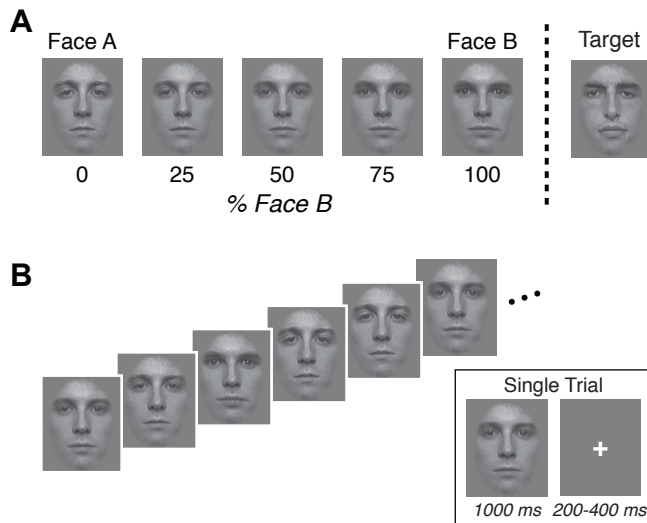 A
Face A
Face B
Target
0 25 50 75 100
% Face B
B
Single Trial
+
1000 ms 200-400 ms